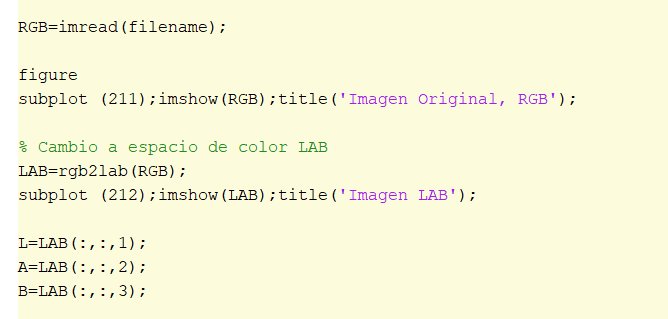 RGB=imread(filename);
figure
subplot (211);imshow(RGB);title('Imagen Original, RGB');
% Cambio a espacio de color LAB
LAB=rgb2lab(RGB);
subplot (212);imshow(LAB);title('Imagen LAB');
L=LAB(:,:,1);
A=LAB(:,:,2);
B=LAB(:,:,3);